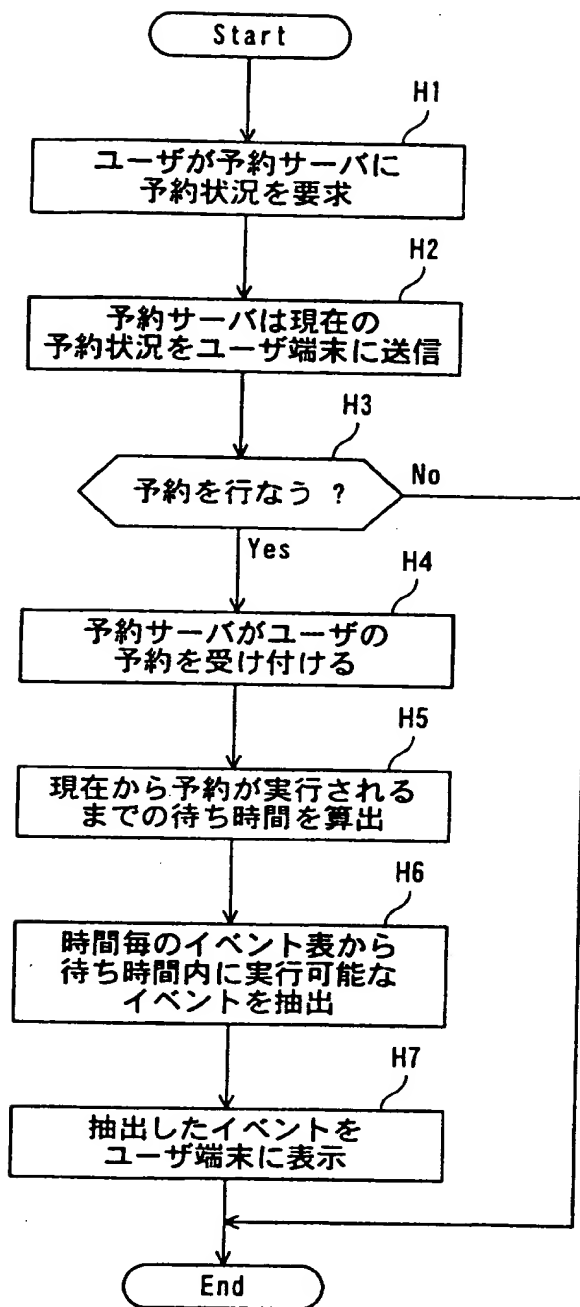 Start
H1
ユーザが予約サーバに
予約状況を要求
H2
予約サーバは現在の
予約状況をユーザ端末に送信
H3
予約を行なう ?
No
Yes
H4
予約サーバがユーザの
予約を受け付ける
H5
現在から予約が実行される
までの待ち時間を算出
H6
時間毎のイベント表から
待ち時間内に実行可能な
イベントを抽出
H7
抽出したイベントを
ユーザ端末に表示
End